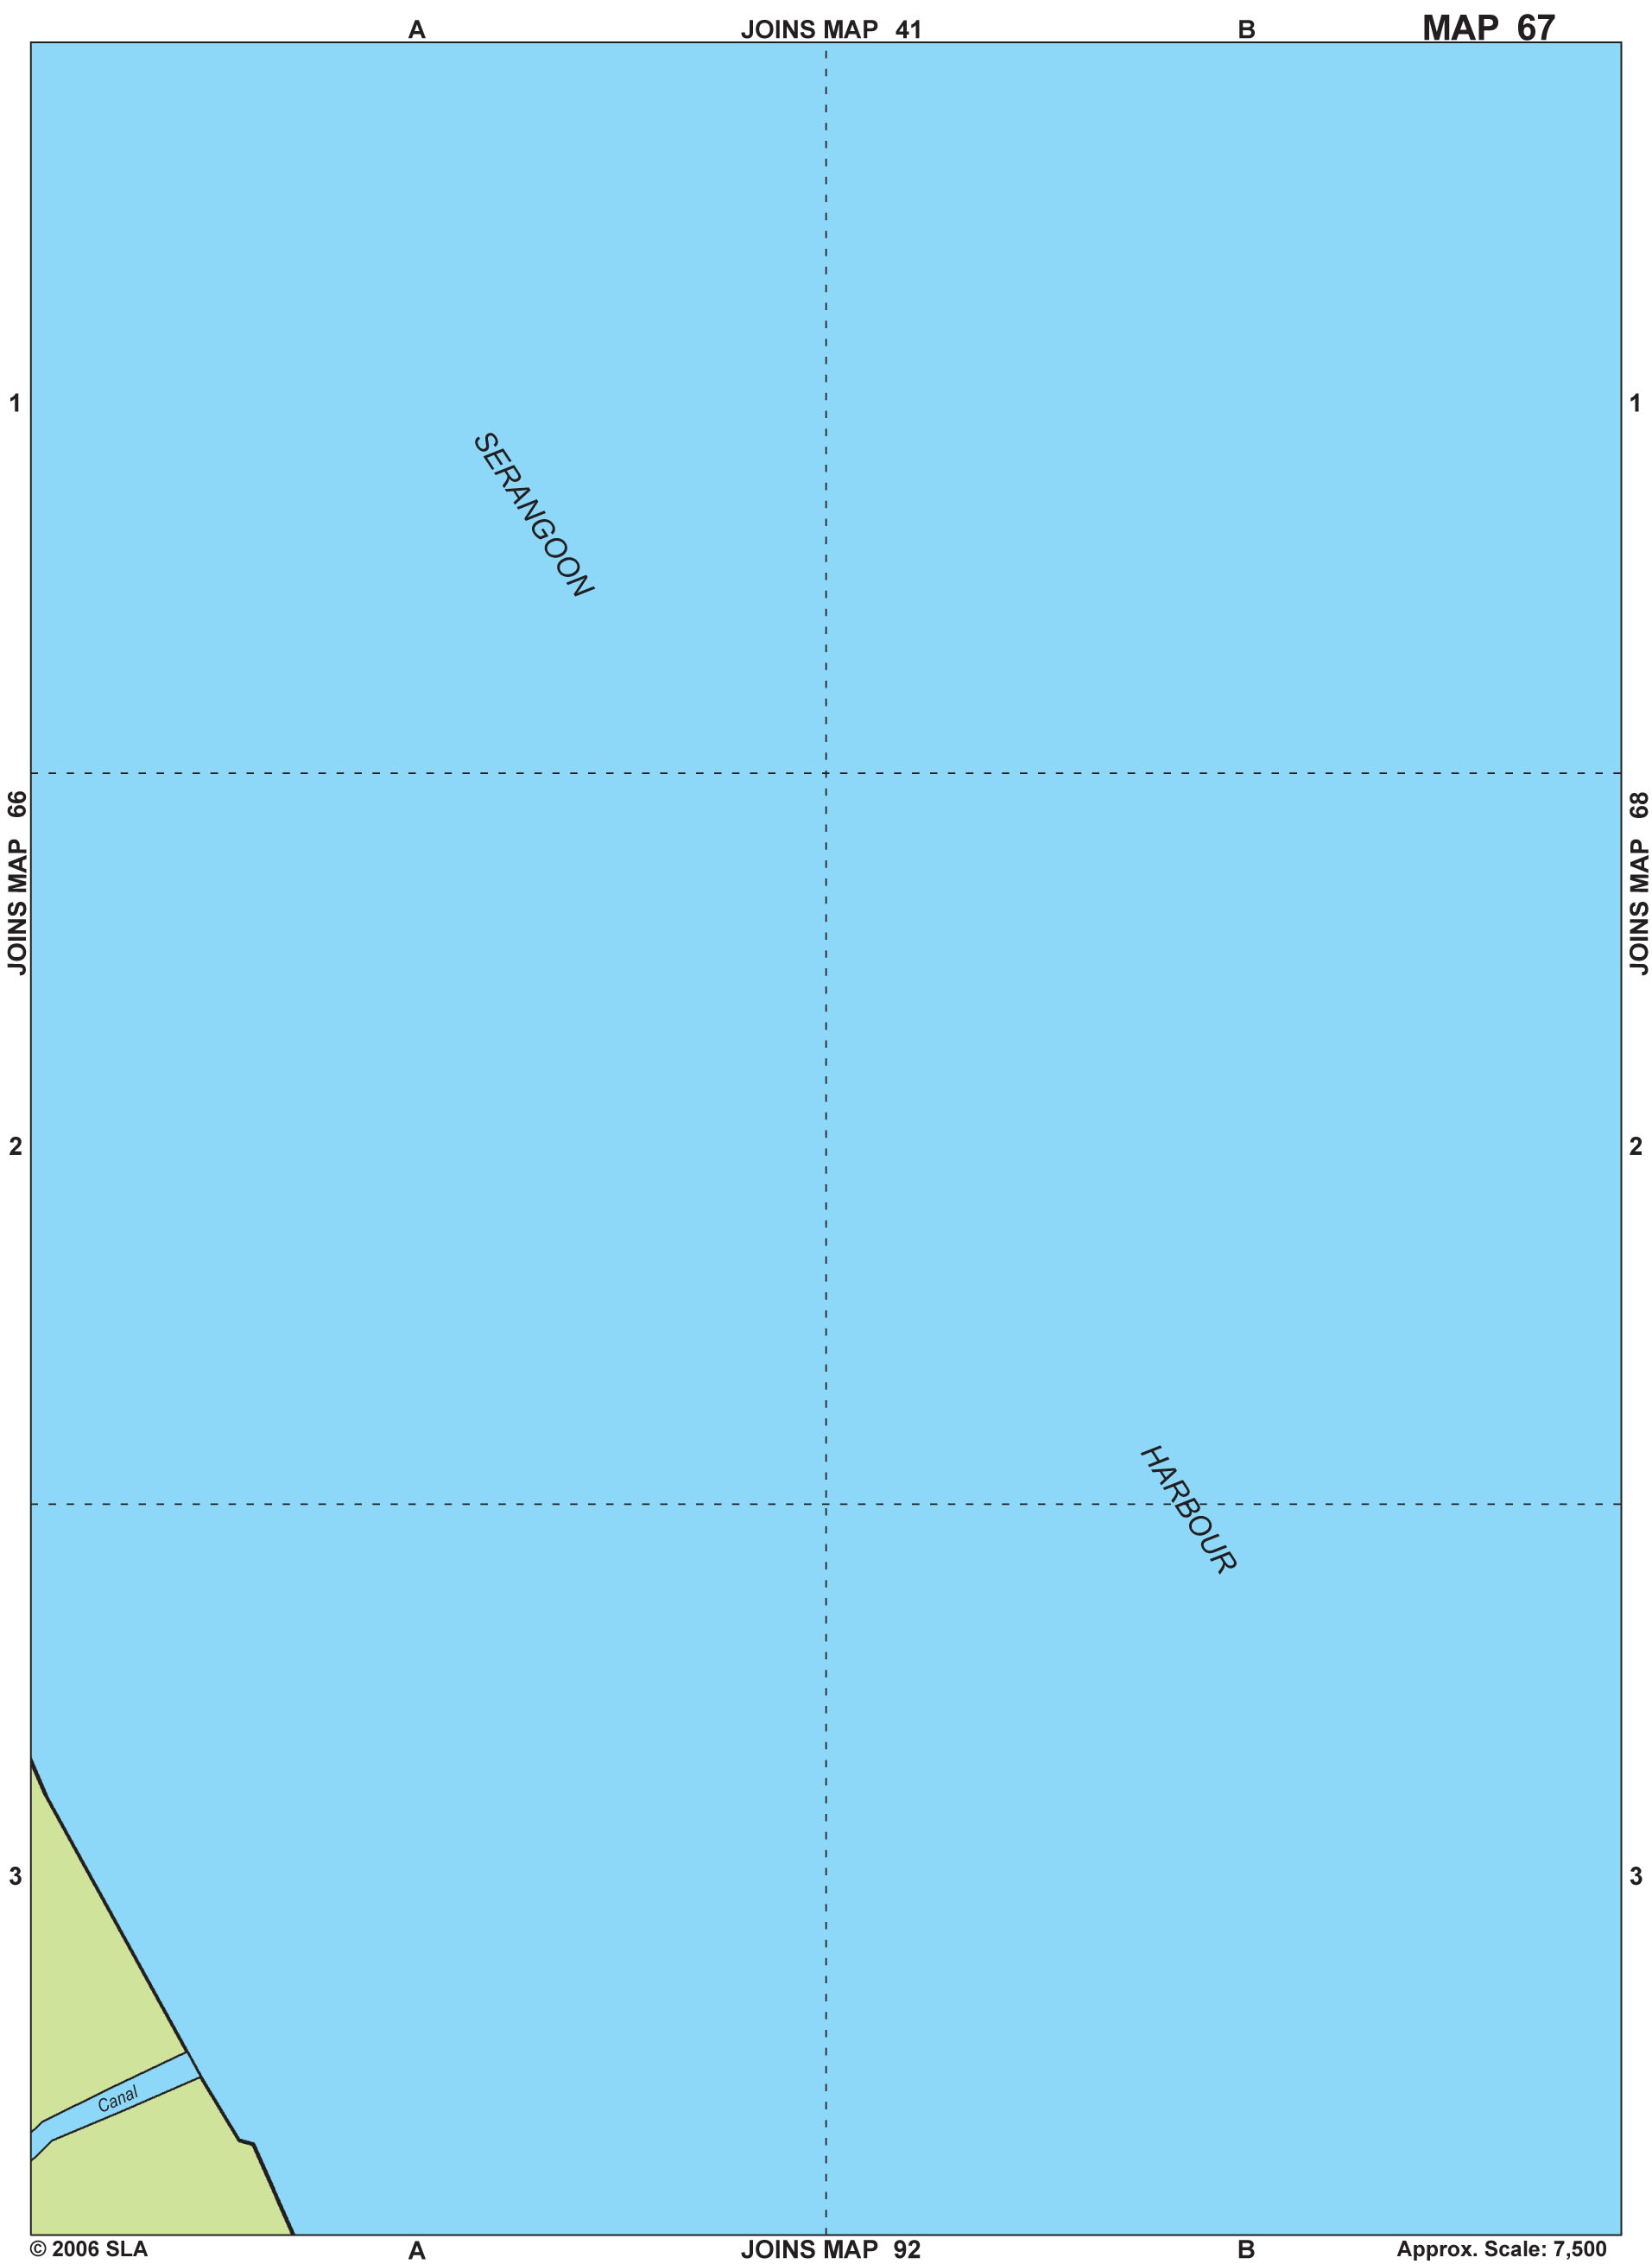 A JOINS MAP 41 B MAP 67
1 1
SERANGOON
JOINS MAP 66
JOINS MAP 68
2 2
HARBOUR
3 3
Canal
© 2006 SLA A JOINS MAP 92 B Approx. Scale: 7,500